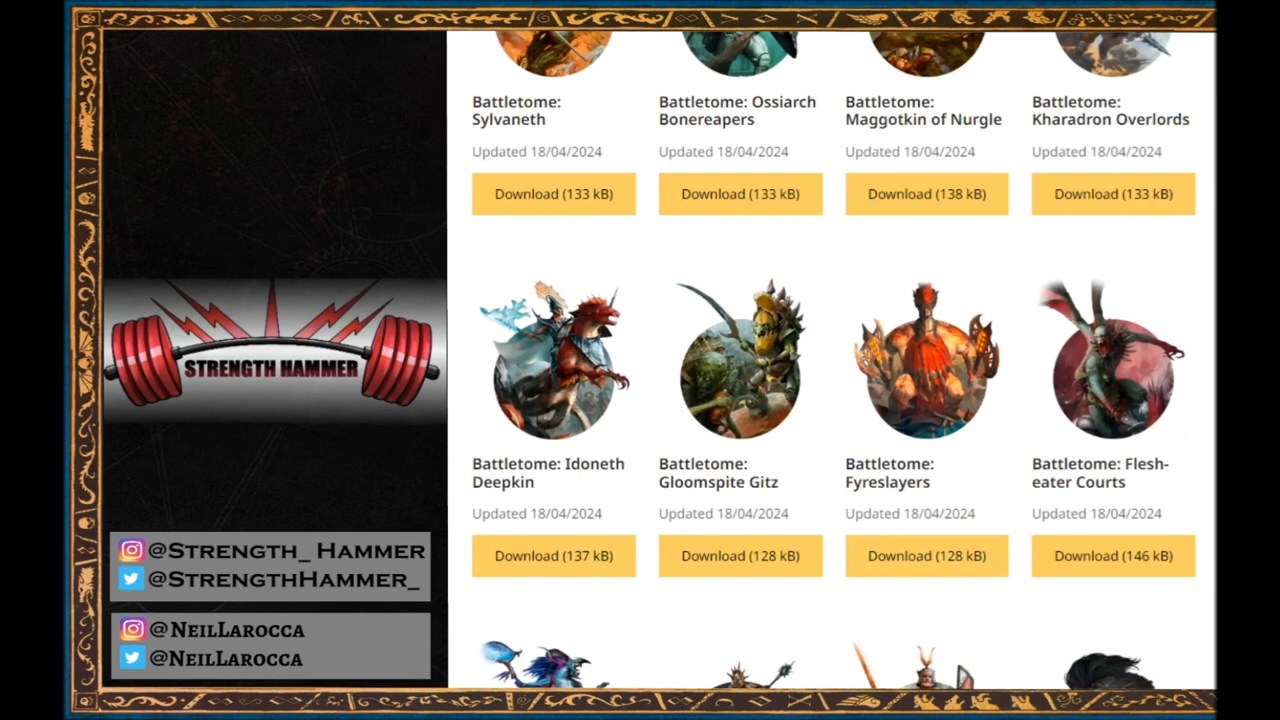 Battletome:
Sylvaneth
Updated 18/04/2024
Download (133 kB)
Battletome: Ossiarch
Bonereapers
Updated 18/04/2024
Download (133 kB)
Battletome:
Maggotkin of Nurgle
Updated 18/04/2024
Download (138 kB)
Battletome:
Kharadron Overlords
Updated 18/04/2024
Download (133 kB)
STRENGTH HAMMER
Battletome: Idoneth
Deepkin
Updated 18/04/2024
Download (137 kB)
Battletome:
Gloomspite Gitz
Updated 18/04/2024
Download (128 kB)
Battletome:
Fyreslayers
Updated 18/04/2024
Download (128 kB)
Battletome: Flesh-
eater Courts
Updated 18/04/2024
Download (146 kB)
@STRENGTH_HAMMER
@STRENGTHHAMMER_
@NEILLAROCCA
@NEILLAROCCA